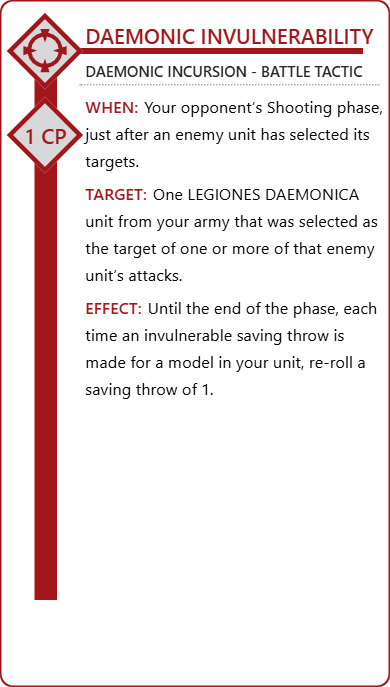 DAEMONIC INVULNERABILITY
DAEMONIC INCURSION - BATTLE TACTIC
1 CP
WHEN: Your opponent’s Shooting phase,
just after an enemy unit has selected its
targets.
TARGET: One LEGIONES DAEMONICA
unit from your army that was selected as
the target of one or more of that enemy
unit’s attacks.
EFFECT: Until the end of the phase, each
time an invulnerable saving throw is
made for a model in your unit, re-roll a
saving throw of 1.